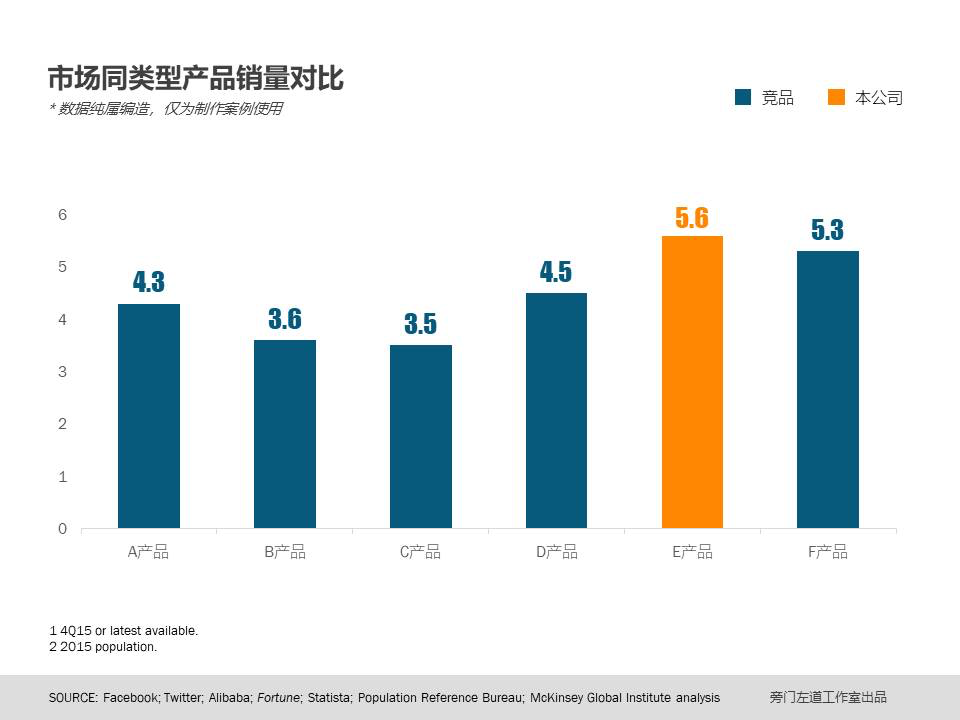 市场同类型产品销量对比
* 数据纯属编造，仅为制作案例使用
竞品 本公司
6
5
4
3
2
1
0
4.3
3.6
3.5
4.5
5.6
5.3
A产品 B产品 C产品 D产品 E产品 F产品
1 4Q15 or latest available.
2 2015 population.
SOURCE: Facebook; Twitter; Alibaba; Fortune; Statista; Population Reference Bureau; McKinsey Global Institute analysis 旁门左道工作室出品